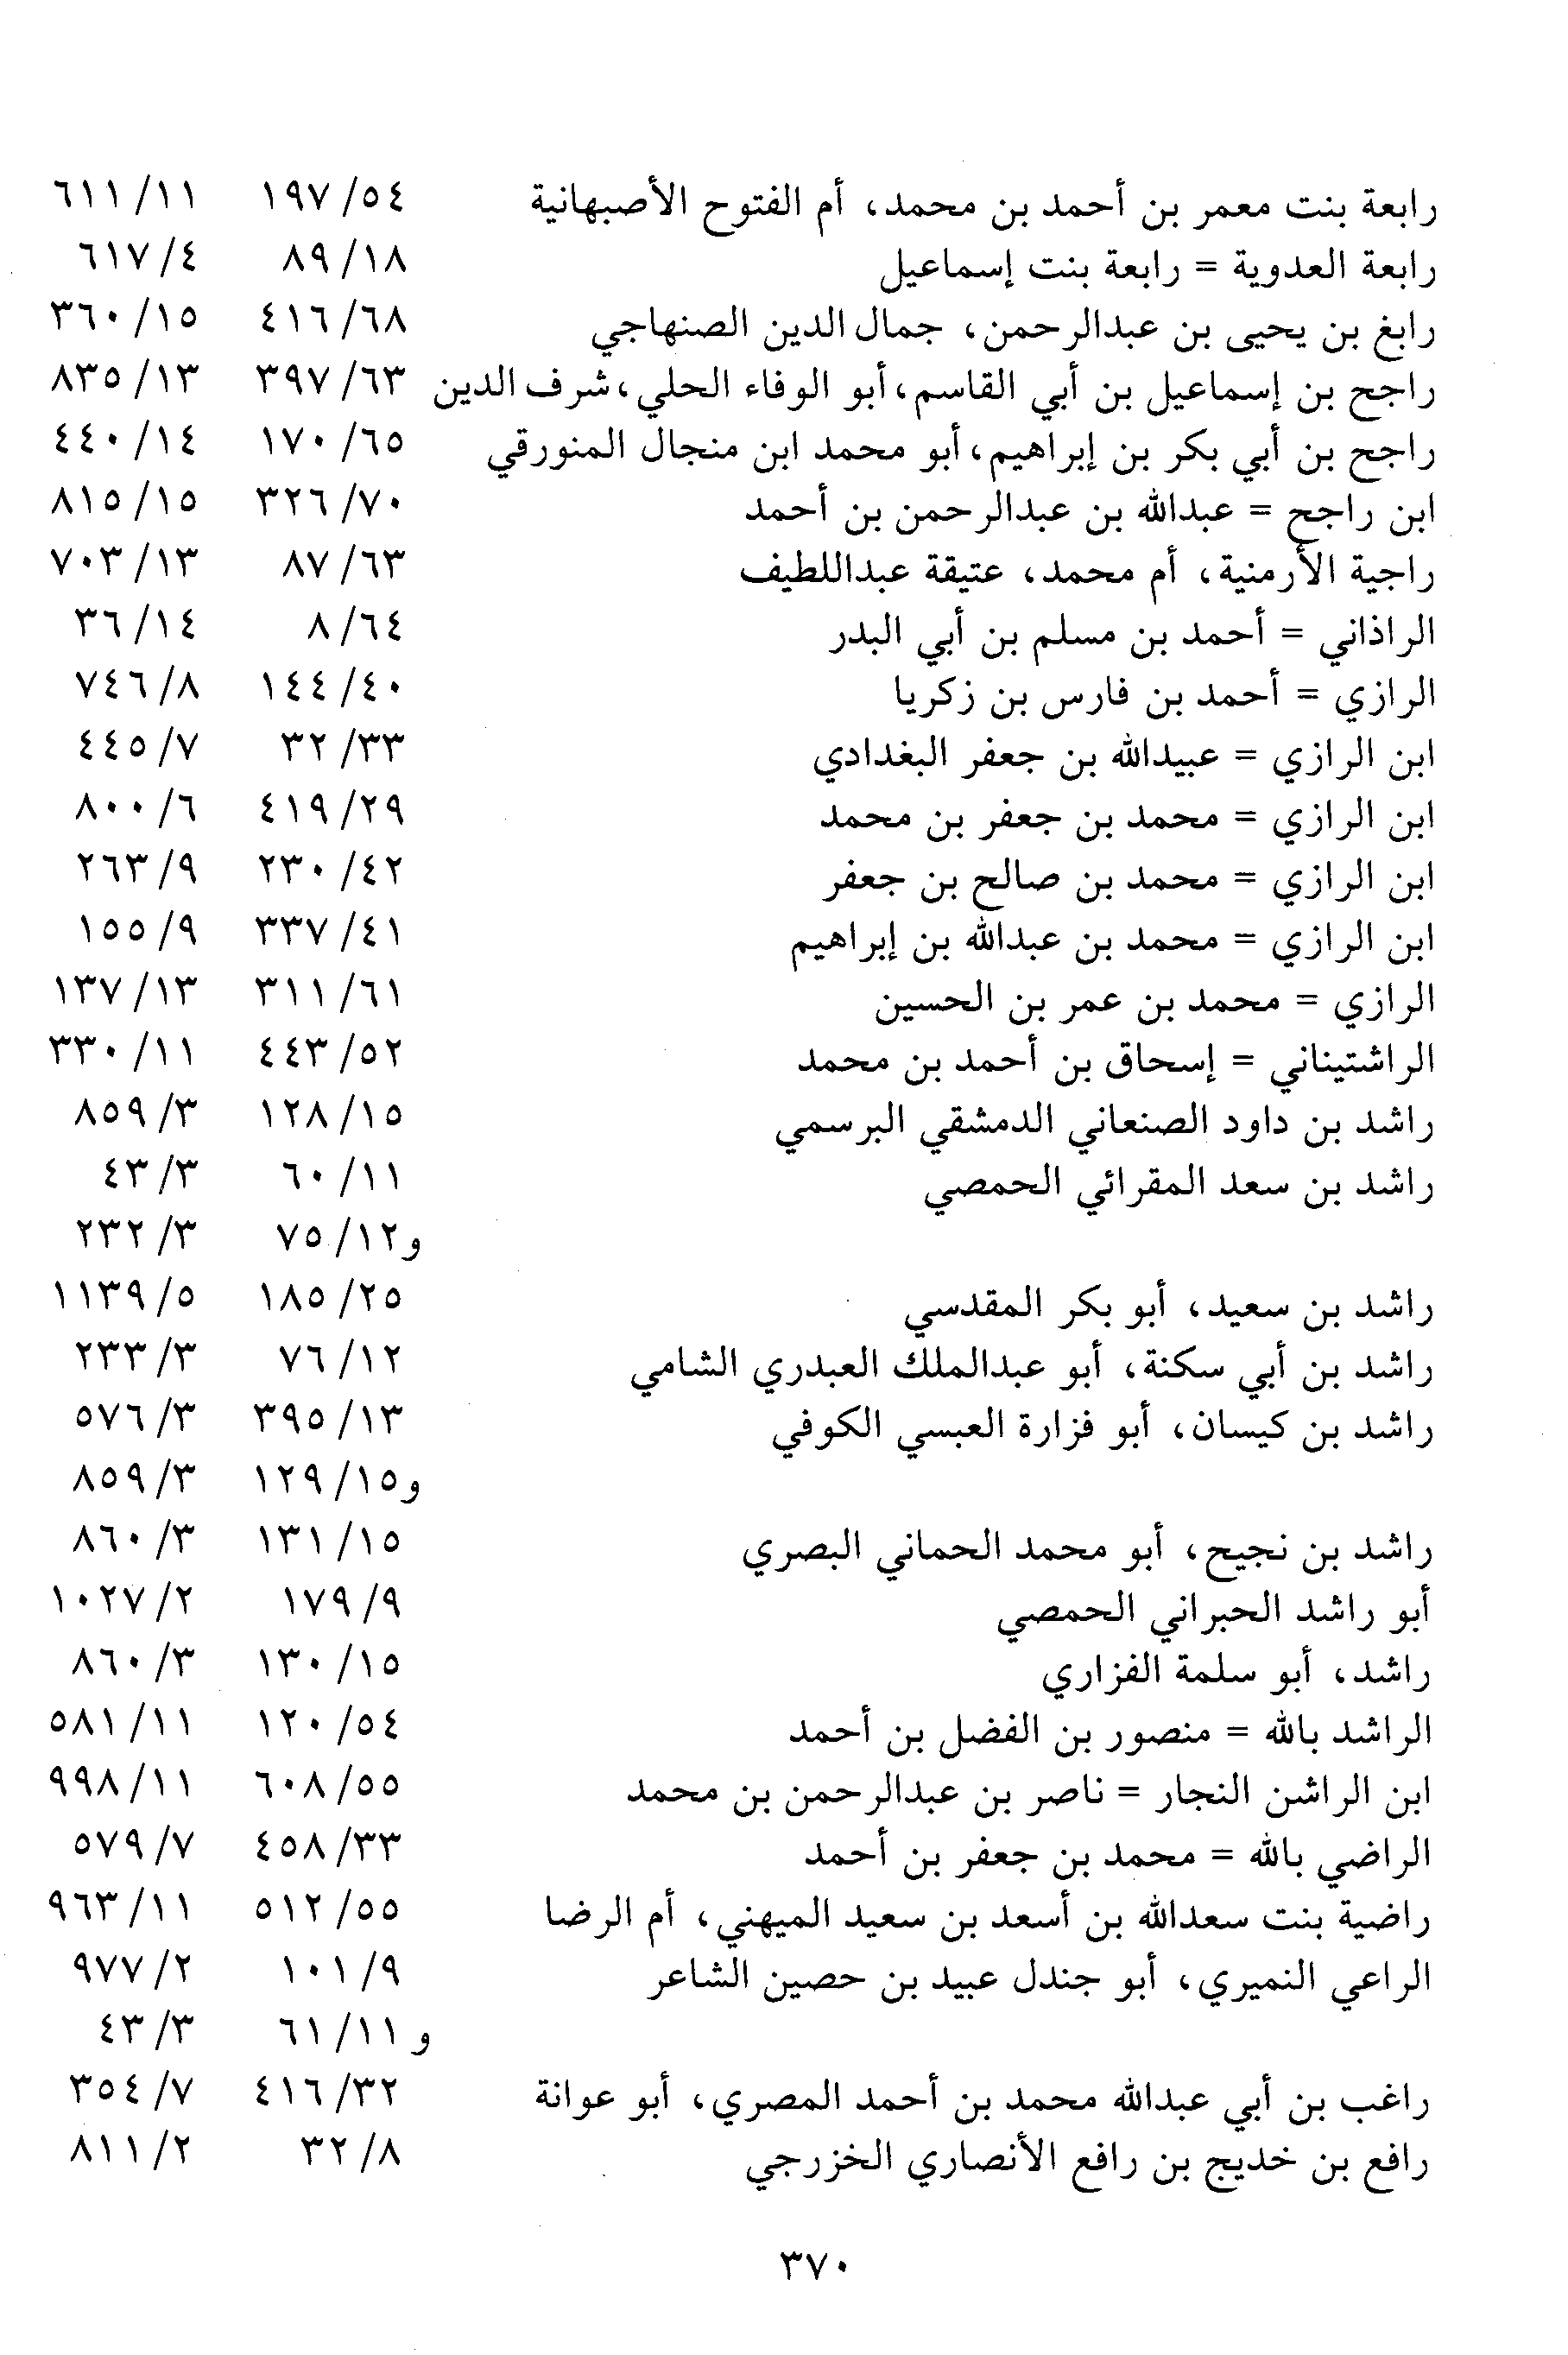 رابعة بنت معمر بن أحمد بن محمد، أم الفتوح الأصبهانية ٥٤/ ١٩٧ ١١/ ٦١١
رابعة العدوية = رابعة بنت إسماعيل ١٨/ ٨٩ ٤/ ٦١٧
رابغ بن يحيى بن عبدالرحمن، جمال الدين الصنهاجي ٦٨/ ٤١٦ ١٥/ ٣٦٠
راجح بن إسماعيل بن أبي القاسم، أبو الوفاء الحلي، شرف الدين ٦٣/ ٣٩٧ ١٣/ ٨٣٥
راجح بن أبي بكر بن إبراهيم، أبو محمد ابن منجال المنورقي ٦٥/ ١٧٠ ١٤/ ٤٤٠
ابن راجح = عبدالله بن عبدالرحمن بن أحمد ٧٠/ ٣٢٦ ١٥/ ٨١٥
راجية الأرمنية، أم محمد، عتيقة عبداللطيف ٦٣/ ٨٧ ١٣/ ٧٠٣
الراذاني = أحمد بن مسلم بن أبي البدر ٦٤/ ٨ ١٤/ ٣٦
الرازي = أحمد بن فارس بن زكريا ٤٠/ ١٤٤ ٨/ ٧٤٦
ابن الرازي = عبيدالله بن جعفر البغدادي ٣٣/ ٣٢ ٧/ ٤٤٥
ابن الرازي = محمد بن جعفر بن محمد ٢٩/ ٤١٩ ٦/ ٨٠٠
ابن الرازي = محمد بن صالح بن جعفر ٤٢/ ٢٣٠ ٩/ ٢٦٣
ابن الرازي = محمد بن عبدالله بن إبراهيم ٤١/ ٣٣٧ ٩/ ١٥٥
الرازي = محمد بن عمر بن الحسين ٦١/ ٣١١ ١٣/ ١٣٧
الراشتيناني = إسحاق بن أحمد بن محمد ٥٢/ ٤٤٣ ١١/ ٣٣٠
راشد بن داود الصنعاني الدمشقي البرسمي ١٥/ ١٢٨ ٣/ ٨٥٩
راشد بن سعد المقرائي الحمصي ١١/ ٦٠ ٣/ ٤٣
و١٢/ ٧٥ ٣/ ٢٣٢
راشد بن سعيد، أبو بكر المقدسي ٢٥/ ١٨٥ ٥/ ١١٣٩
راشد بن أبي سكنة، أبو عبدالملك العبدري الشامي ١٢/ ٧٦ ٣/ ٢٣٣
راشد بن كيسان، أبو فزارة العبسي الكوفي ١٣/ ٣٩٥ ٣/ ٥٧٦
و١٥/ ١٢٩ ٣/ ٨٥٩
راشد بن نجيح، أبو محمد الحماني البصري ١٥/ ١٣١ ٣/ ٨٦٠
أبو راشد الحبراني الحمصي ٩/ ١٧٩ ٢/ ١٠٢٧
راشد، أبو سلمة الفزاري ١٥/ ١٣٠ ٣/ ٨٦٠
الراشد بالله = منصور بن الفضل بن أحمد ٥٤/ ١٢٠ ١١/ ٥٨١
ابن الراشن النجار = ناصر بن عبدالرحمن بن محمد ٥٥/ ٦٠٨ ١١/ ٩٩٨
الراضي بالله = محمد بن جعفر بن أحمد ٣٣/ ٤٥٨ ٧/ ٥٧٩
راضية بنت سعدالله بن أسعد بن سعيد الميهني، أم الرضا ٥٥/ ٥١٢ ١١/ ٩٦٣
الراعي النميري، أبو جندل عبيد بن حصين الشاعر ٩/ ١٠١ ٢/ ٩٧٧
و ١١/ ٦١ ٣/ ٤٣
راغب بن أبي عبدالله محمد بن أحمد المصري، أبو عوانة ٣٢/ ٤١٦ ٧/ ٣٥٤
رافع بن خديج بن رافع الأنصاري الخزرجي ٨/ ٣٢ ٢/ ٨١١
٣٧٠